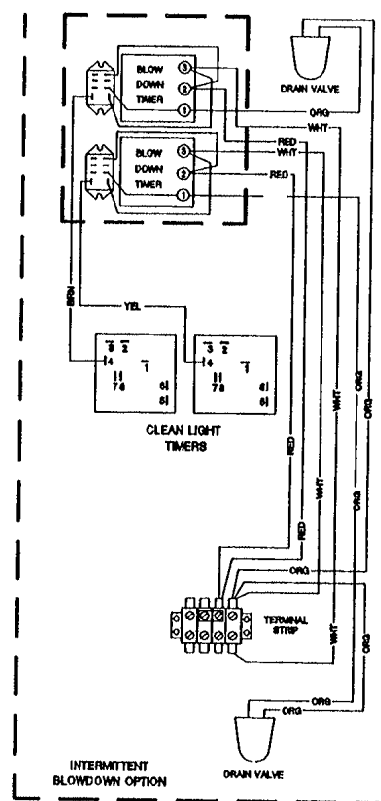 BLOW
DOWN
TIMER
3
2
1
BLOW
DOWN
TIMER
3
2
1
DRAIN VALVE
ORG
WHT
RED
WHT
RED
BRN
YEL
3 2
4
1
7 8
6
5
3 2
4
1
7 8
6
5
CLEAN LIGHT
TIMERS
ORG
ORG
WHT
RED
WHT
ORG
RED
ORG
TERMINAL
STRIP
WHT
ORG
ORG
ORG
INTERMITTENT
BLOWDOWN OPTION
DRAIN VALVE